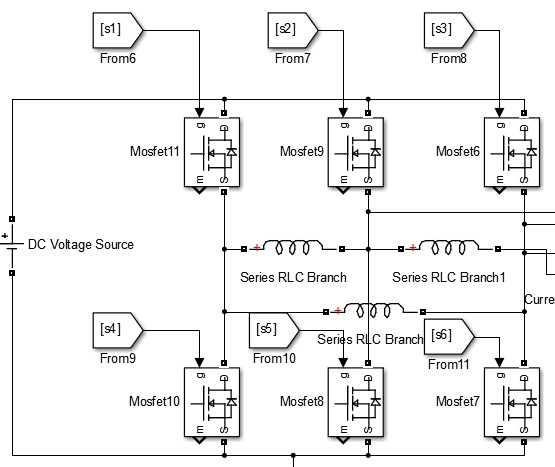 [s1]
[s2]
[s3]
From6
From7
From8
g
D
g
D
g
D
Mosfet11
Mosfet9
Mosfet6
m
S
m
S
m
S
+
DC Voltage Source
+
+
Series RLC Branch
Series RLC Branch1
+
Curre
[s4]
[s5]
Series RLC Branch
[s6]
From9
From10
From11
g
D
g
D
g
D
Mosfet10
Mosfet8
Mosfet7
m
S
m
S
m
S